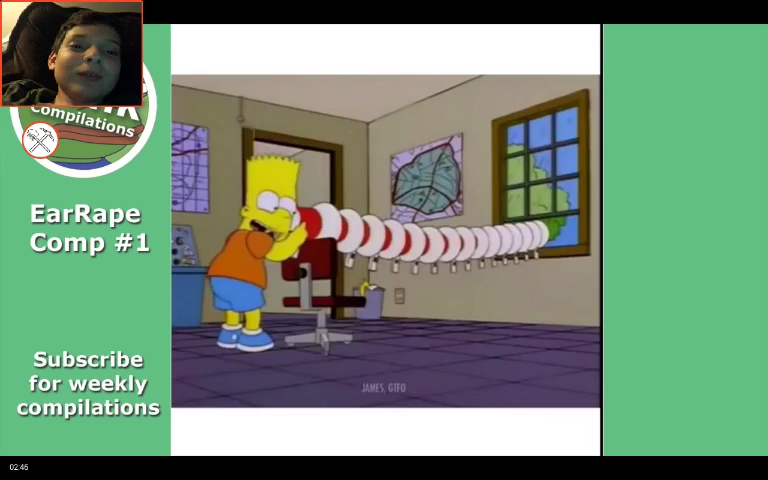 Compilations
EarRape
Comp #1
Subscribe
for weekly
compilations
JAMES, GTFO
02:46